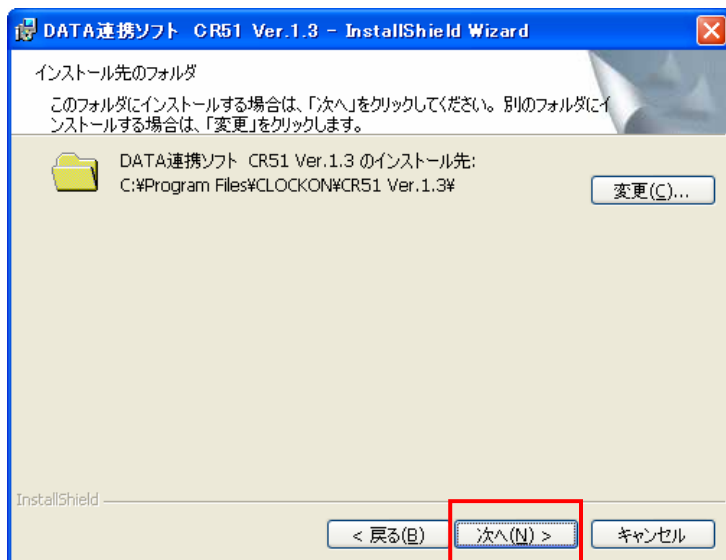 DATA連携ソフト CR51 Ver.1.3 - InstallShield Wizard
インストール先のフォルダ
このフォルダにインストールする場合は、「次へ」をクリックしてください。別のフォルダにイ
ンストールする場合は、「変更」をクリックします。
DATA連携ソフト CR51 Ver.1.3 のインストール先:
C:¥Program Files¥CLOCKON¥CR51 Ver.1.3¥
変更(C)...
InstallShield
< 戻る(B)
次へ(N) >
キャンセル